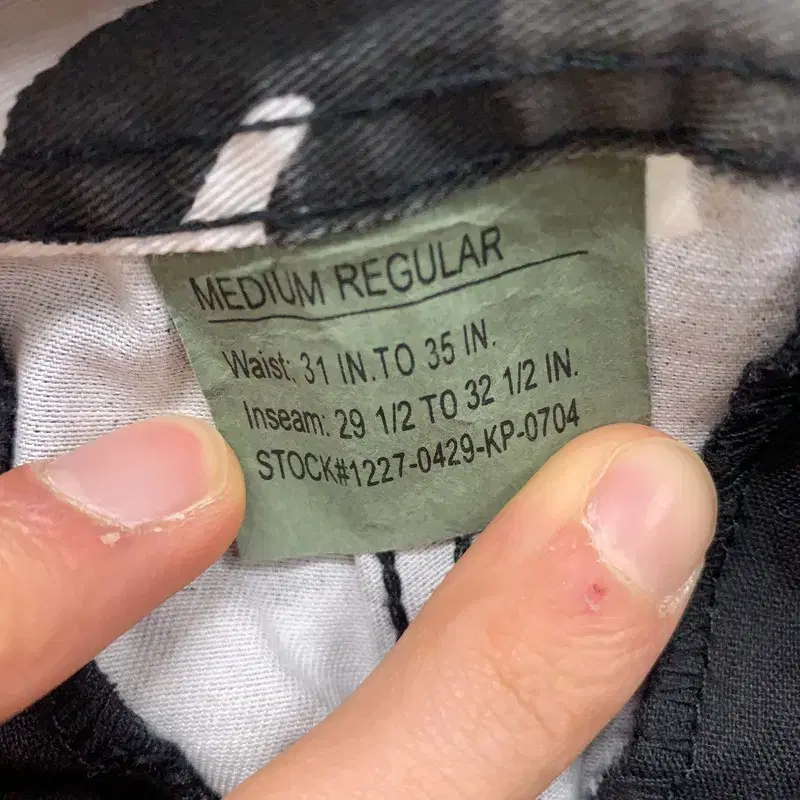 MEDIUM REGULAR
Waist: 31 IN.TO 35 IN.
Inseam: 29 1/2 TO 32 1/2 IN.
STOCK#1227-0429-KP-0704